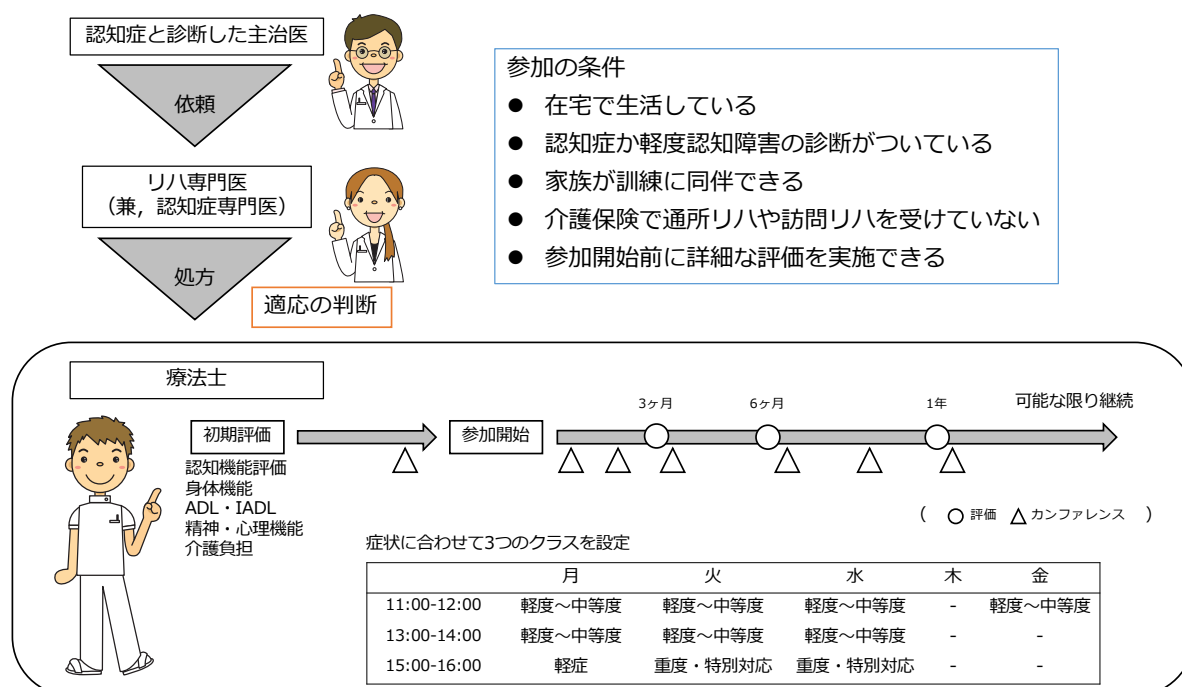 認知症と診断した主治医
依頼
リハ専門医
（兼，認知症専門医）
処方
適応の判断
参加の条件
● 在宅で生活している
● 認知症か軽度認知障害の診断がついている
● 家族が訓練に同伴できる
● 介護保険で通所リハや訪問リハを受けていない
● 参加開始前に詳細な評価を実施できる
療法士
初期評価
認知機能評価
身体機能
ADL・IADL
精神・心理機能
介護負担
参加開始
3ヶ月 6ヶ月 1年 可能な限り継続
（ ○ 評価 △ カンファレンス ）
症状に合わせて3つのクラスを設定
月 火 水 木 金
11:00-12:00 軽度～中等度 軽度～中等度 軽度～中等度 - 軽度～中等度
13:00-14:00 軽度～中等度 軽度～中等度 軽度～中等度 - -
15:00-16:00 軽症 重度・特別対応 重度・特別対応 - -